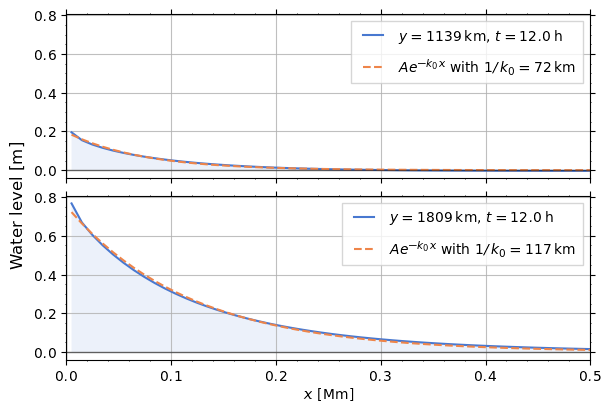 0.8
y = 1139 km, t = 12.0 h
0.6
Ae^{-k_0x} with 1/k_0 = 72 km
0.4
0.2
0.0
Water level [m]
0.8
y = 1809 km, t = 12.0 h
0.6
Ae^{-k_0x} with 1/k_0 = 117 km
0.4
0.2
0.0
0.0 0.1 0.2 0.3 0.4 0.5
x [Mm]